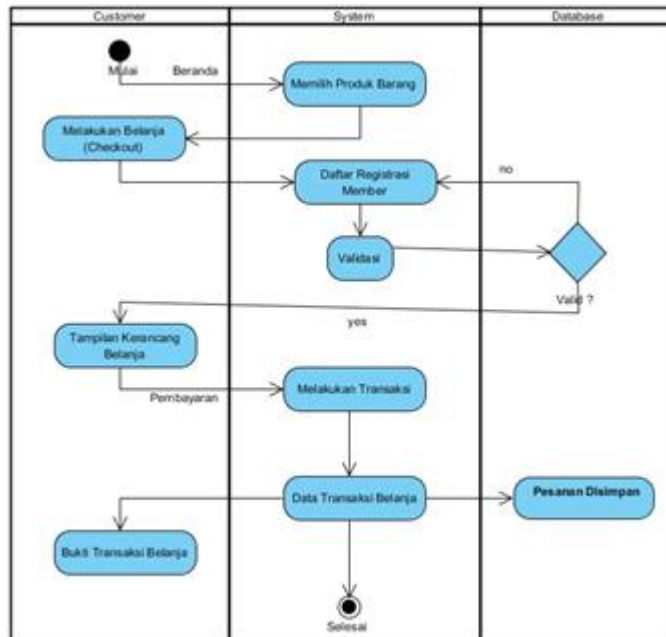 Customer
System
Database
Mulai
Beranda
Memilih Produk Barang
Melakukan Belanja
(Checkout)
Daftar Registrasi
Member
no
Validasi
Valid ?
yes
Tampilan Kerancang
Belanja
Pembayaran
Melakukan Transaksi
Data Transaksi Belanja
Pesanan Disimpan
Bukti Transaksi Belanja
Selesai